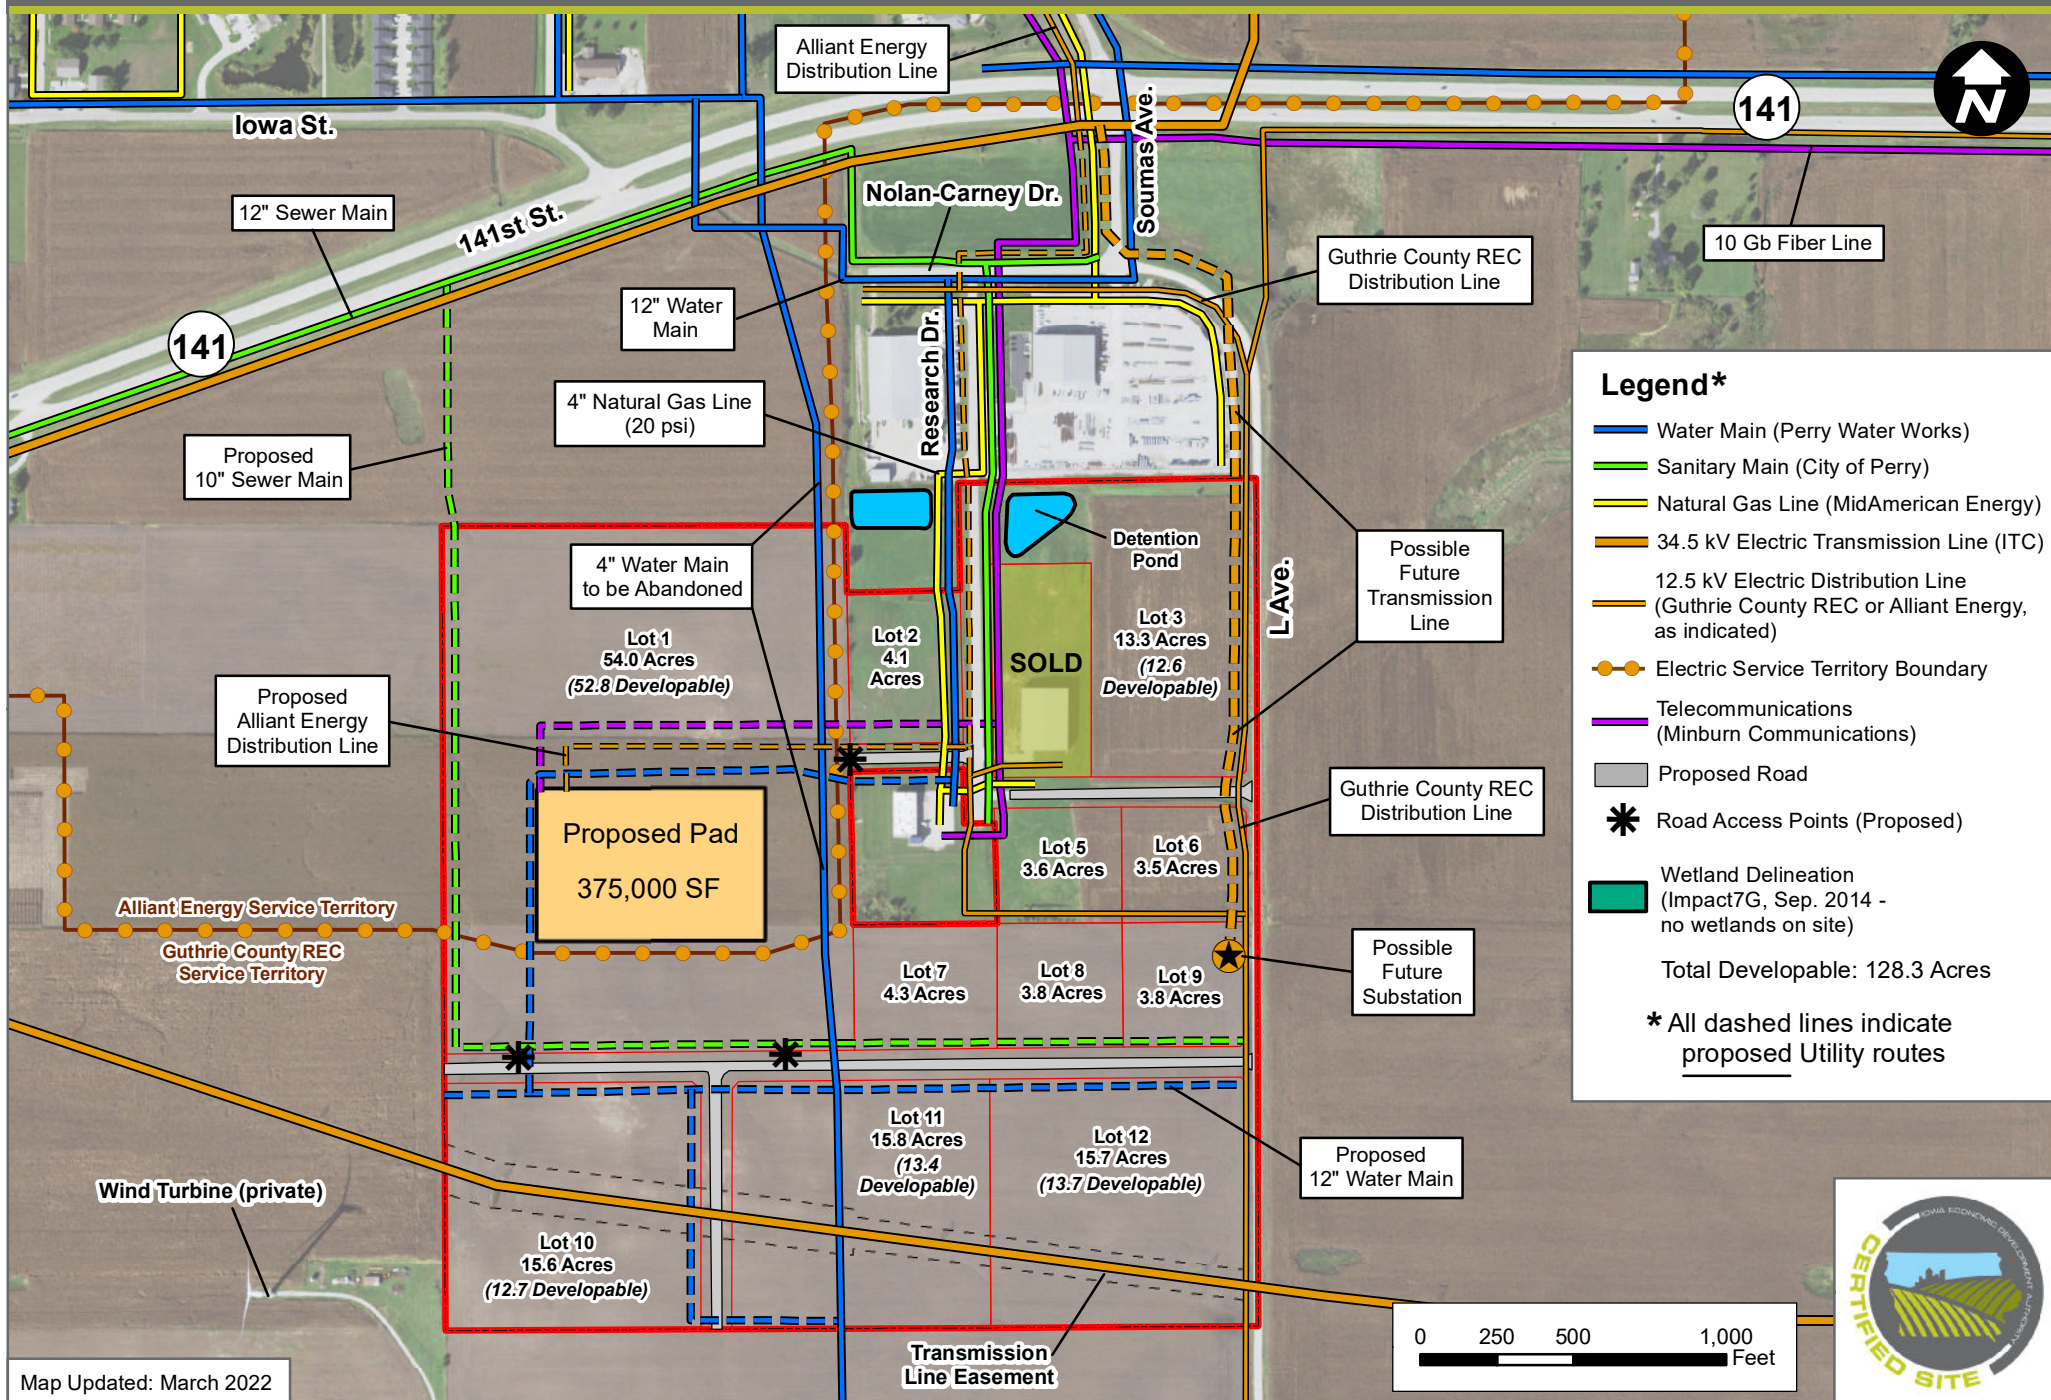 Alliant Energy
Distribution Line
Iowa St.
141
N
12" Sewer Main
141st St.
Nolan-Carney Dr.
Soumas Ave.
10 Gb Fiber Line
Guthrie County REC
Distribution Line
12" Water
Main
141
Research Dr.
4" Natural Gas Line
(20 psi)
Proposed
10" Sewer Main
4" Water Main
to be Abandoned
Detention
Pond
Possible
Future
Transmission
Line
L Ave.
Lot 1
54.0 Acres
(52.8 Developable)
Lot 2
4.1
Acres
SOLD
Lot 3
13.3 Acres
(12.6
Developable)
Proposed
Alliant Energy
Distribution Line
Guthrie County REC
Distribution Line
Proposed Pad
375,000 SF
Lot 5
3.6 Acres
Lot 6
3.5 Acres
Alliant Energy Service Territory
Guthrie County REC
Service Territory
Lot 7
4.3 Acres
Lot 8
3.8 Acres
Lot 9
3.8 Acres
Possible
Future
Substation
Lot 11
15.8 Acres
(13.4
Developable)
Lot 12
15.7 Acres
(13.7 Developable)
Proposed
12" Water Main
Wind Turbine (private)
Lot 10
15.6 Acres
(12.7 Developable)
Transmission
Line Easement
Legend*
Water Main (Perry Water Works)
Sanitary Main (City of Perry)
Natural Gas Line (MidAmerican Energy)
34.5 kV Electric Transmission Line (ITC)
12.5 kV Electric Distribution Line
(Guthrie County REC or Alliant Energy,
as indicated)
Electric Service Territory Boundary
Telecommunications
(Minburn Communications)
Proposed Road
Road Access Points (Proposed)
Wetland Delineation
(Impact7G, Sep. 2014 -
no wetlands on site)
Total Developable: 128.3 Acres
* All dashed lines indicate
proposed Utility routes
0 250 500 1,000
Feet
IOWA ECONOMIC DEVELOPMENT AUTHORITY
CERTIFIED SITE
Map Updated: March 2022